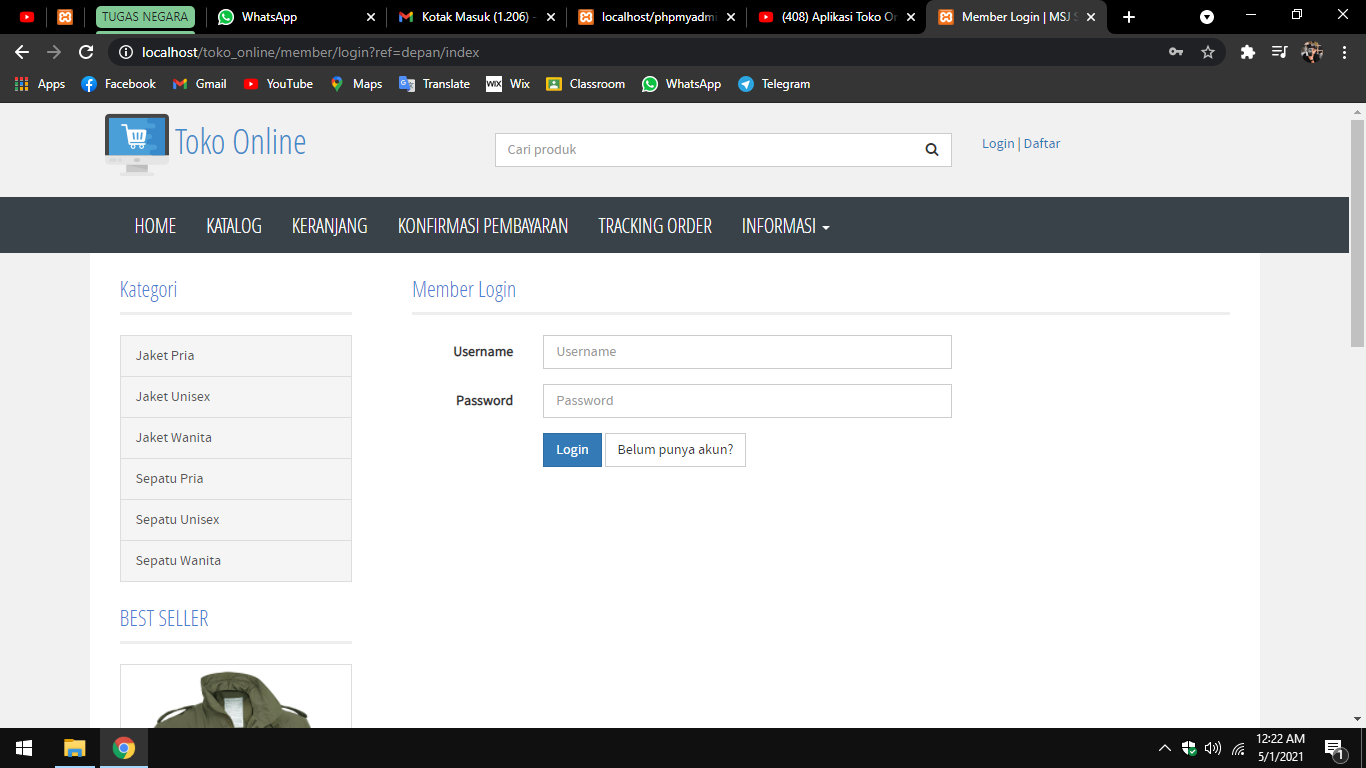 TUGAS NEGARA
WhatsApp
Kotak Masuk (1.206) -
localhost/phpmyadmi
(408) Aplikasi Toko On
Member Login | MSJ S
localhost/toko_online/member/login?ref=depan/index
Apps
Facebook
Gmail
YouTube
Maps
Translate
WIX Wix
Classroom
WhatsApp
Telegram
Toko Online
Cari produk
Login | Daftar
HOME
KATALOG
KERANJANG
KONFIRMASI PEMBAYARAN
TRACKING ORDER
INFORMASI
Kategori
Jaket Pria
Jaket Unisex
Jaket Wanita
Sepatu Pria
Sepatu Unisex
Sepatu Wanita
BEST SELLER
Member Login
Username
Username
Password
Password
Login
Belum punya akun?
12:22 AM
5/1/2021
1